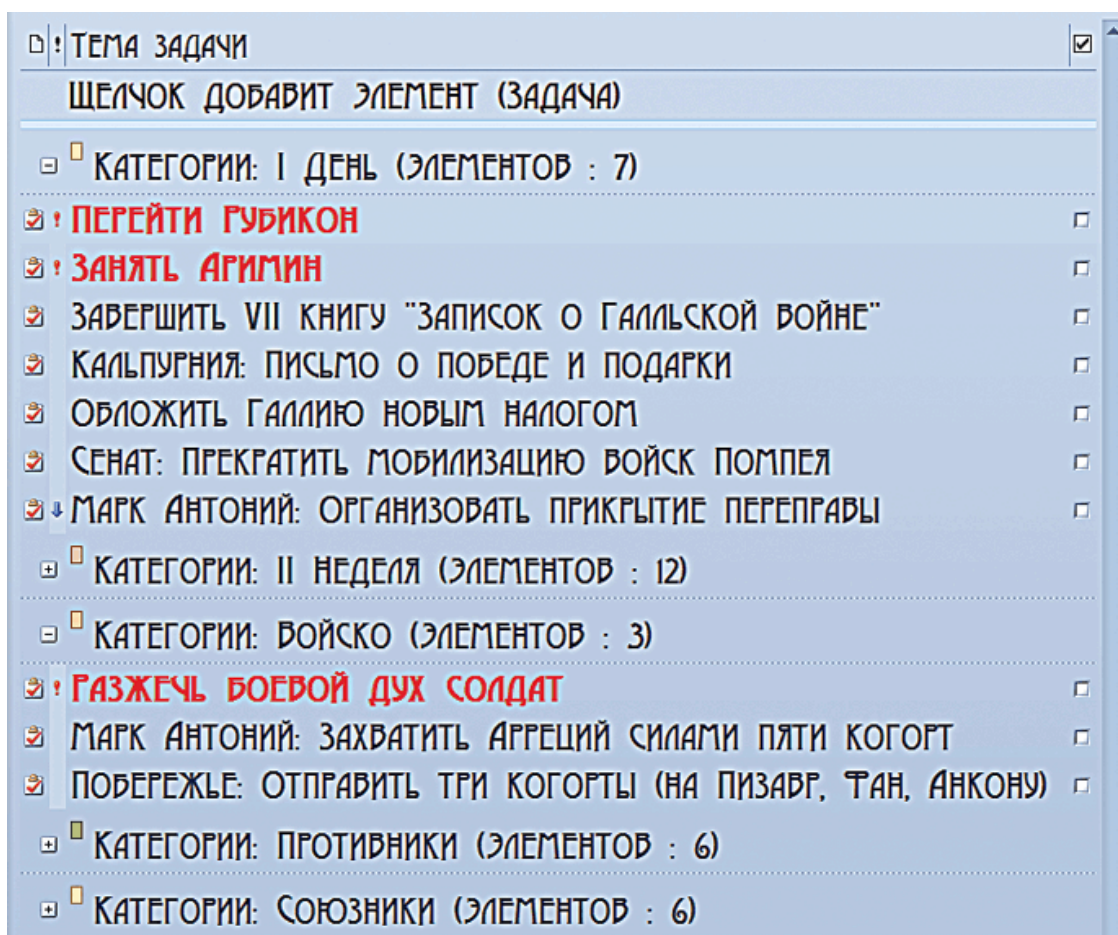 ! Тема задачи
Щелчок добавит элемент (Задача)
Категории: I День (элементов : 7)
! Перейти Рубикон
! Занять Аримин
Завершить VII книгу "Записок о Галльской войне"
Кальпурния: Письмо о победе и подарки
Обложить Галлию новым налогом
Сенат: Прекратить мобилизацию войск Помпея
Марк Антоний: Организовать прикрытие переправы
Категории: II Неделя (элементов : 12)
Категории: Войско (элементов : 3)
! Разжечь боевой дух солдат
Марк Антоний: Захватить Арреций силами пяти когорт
Побережье: Отправить три когорты (на Пизавр, Фан, Анкону)
Категории: Противники (элементов : 6)
Категории: Союзники (элементов : 6)